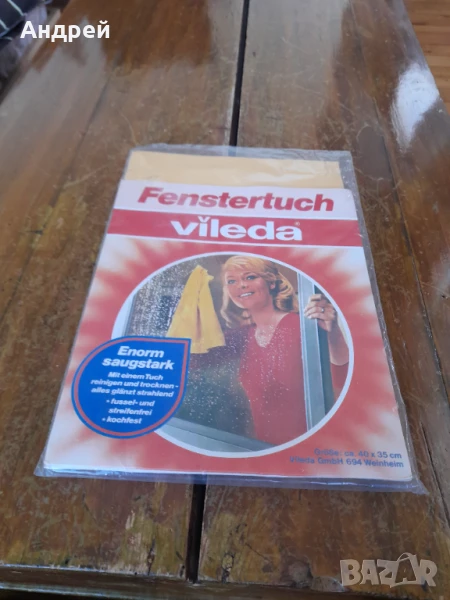 Андрей
Fenstertuch
vileda
Enorm
saugstark
Mit einem Tuch
reinigen und trocknen -
alles glänzt strahlend
• fussel- und
streifenfrei
• kochfest
Größe: ca. 40 x 35 cm
vileda GmbH 694 Weinheim
BAZAR